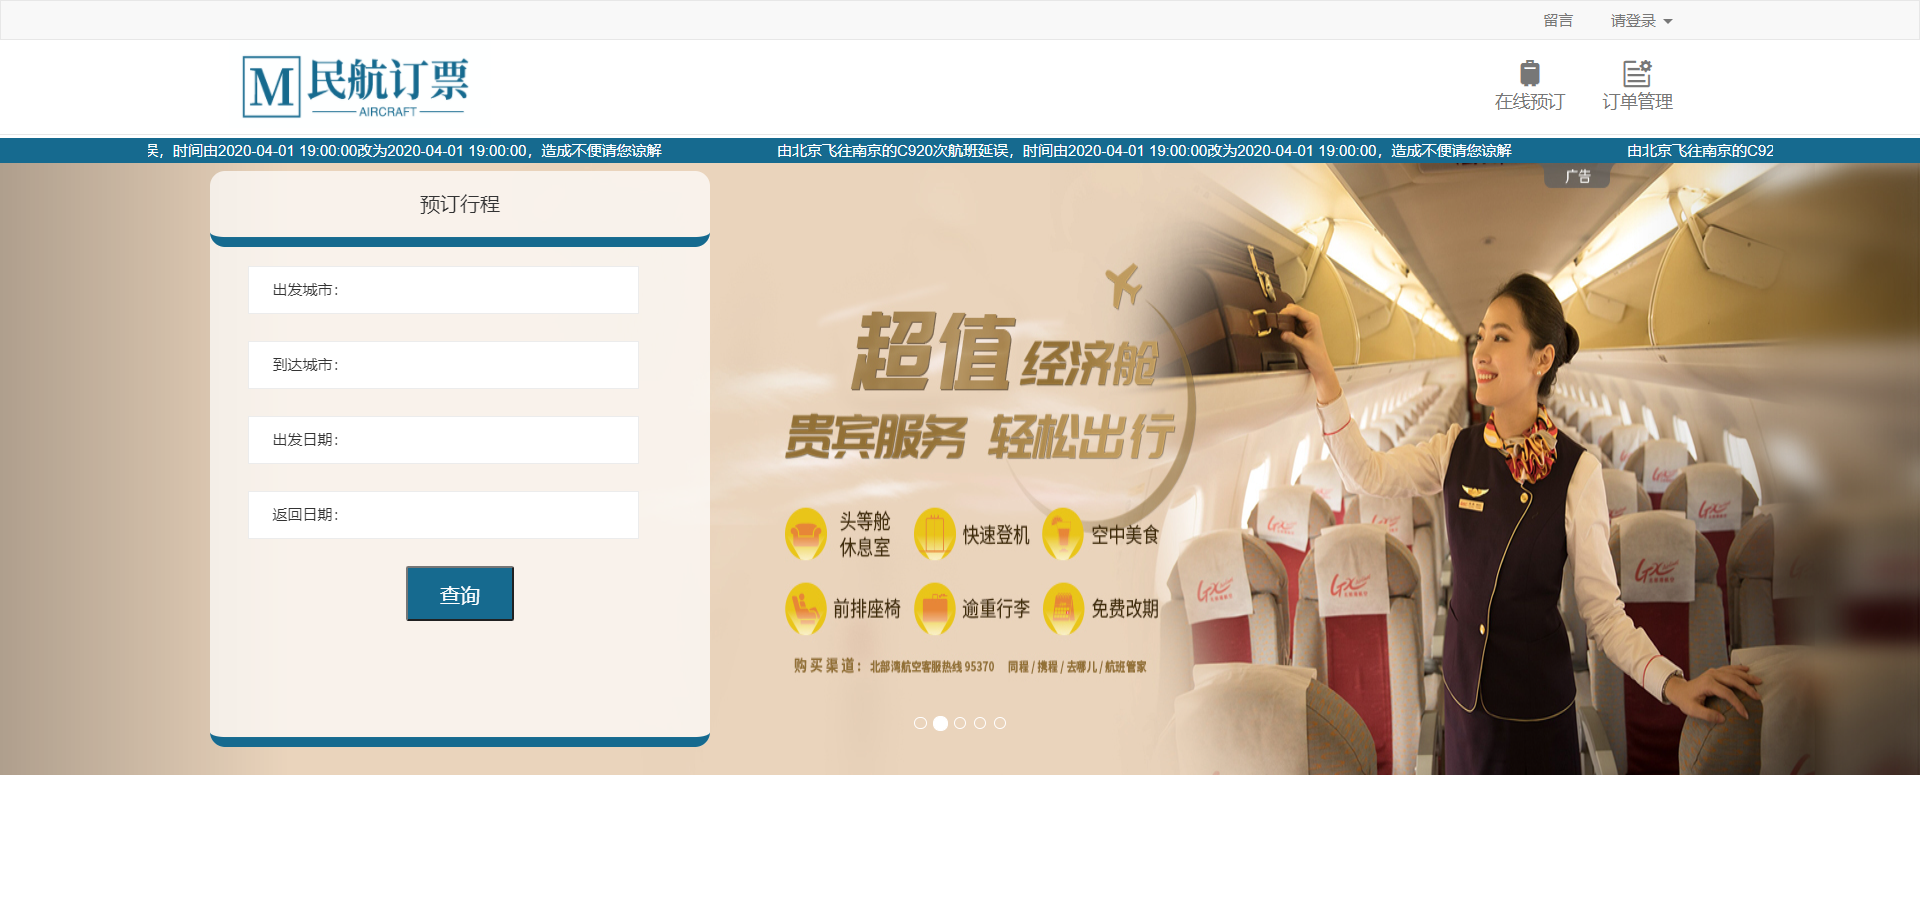 留言 请登录
M 民航订票
AIRCRAFT
在线预订 订单管理
误，时间由2020-04-01 19:00:00改为2020-04-01 19:00:00，造成不便请您谅解 由北京飞往南京的C920次航班延误，时间由2020-04-01 19:00:00改为2020-04-01 19:00:00，造成不便请您谅解 由北京飞往南京的C92
广告
预订行程
出发城市：
到达城市：
出发日期：
返回日期：
查询
超值 经济舱
贵宾服务 轻松出行
头等舱
休息室
快速登机
空中美食
前排座椅
逾重行李
免费改期
购买渠道：北部湾航空客服热线 95370 同程 / 携程 / 去哪儿 / 航班管家
GX
GX
GX